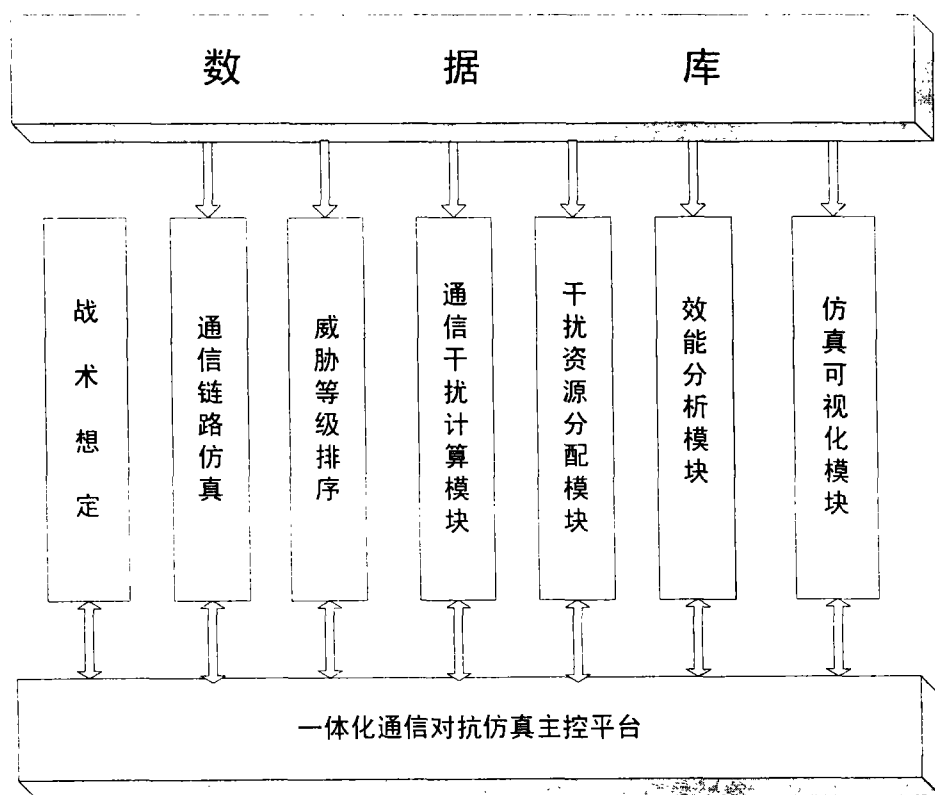 数据库
战术想定
通信链路仿真
威胁等级排序
通信干扰计算模块
干扰资源分配模块
效能分析模块
仿真可视化模块
一体化通信对抗仿真主控平台